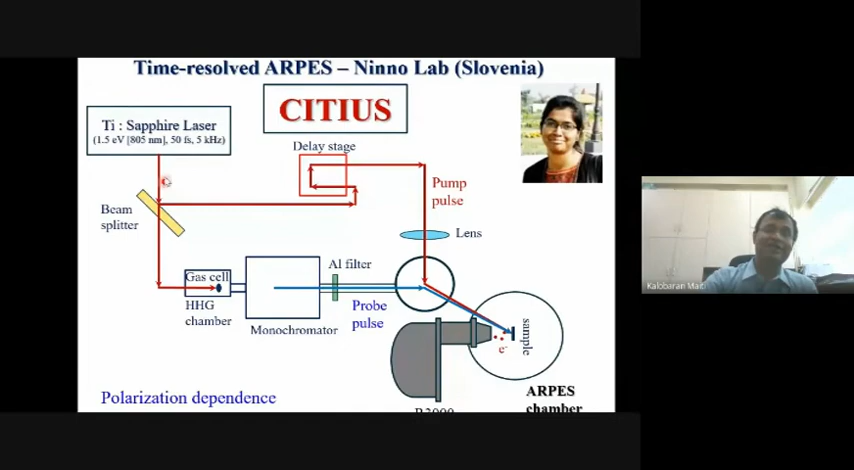 Time-resolved ARPES – Ninno Lab (Slovenia)
CITIUS
Ti : Sapphire Laser
(1.5 eV [805 nm], 50 fs, 5 kHz)
Delay stage
Pump
pulse
Beam
splitter
Lens
Gas cell
Al filter
HHG
chamber
Monochromator
Probe
pulse
sample
e-
Polarization dependence
ARPES
chamber
Kalobaran Maiti